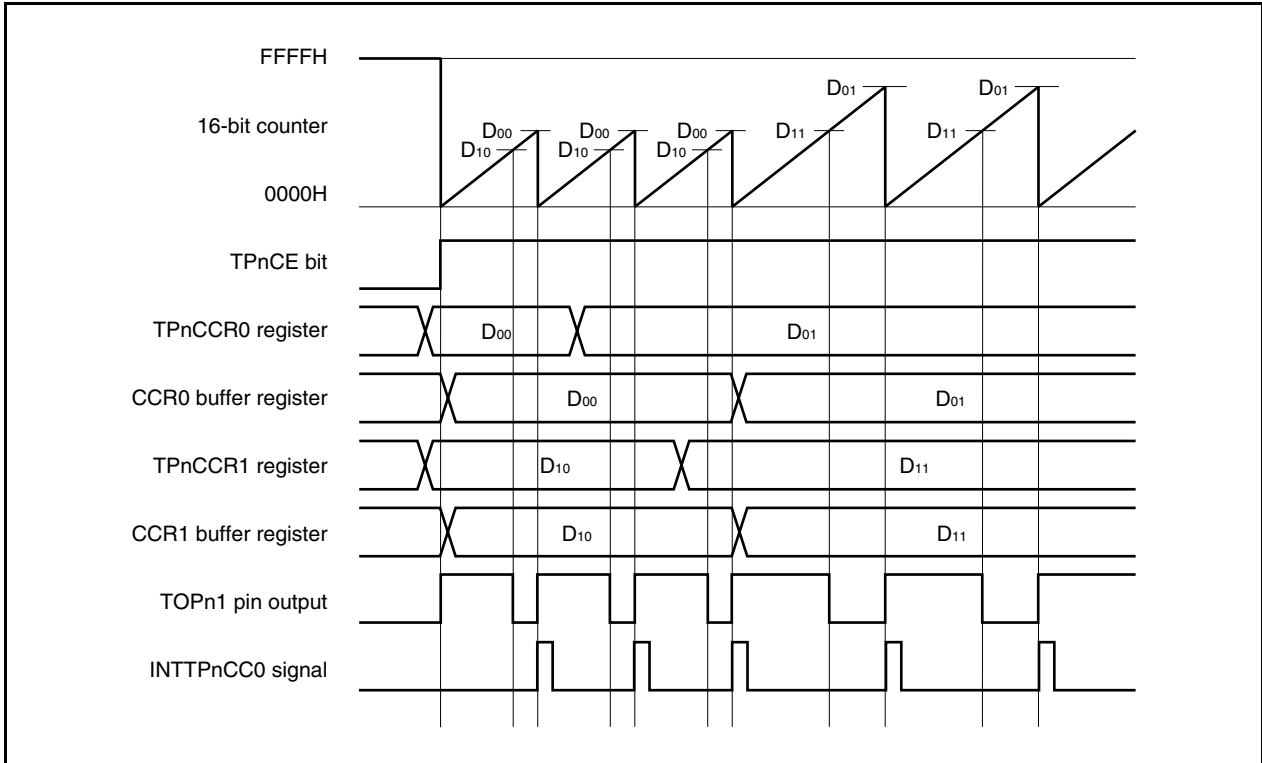 FFFFH
D01 D01
16-bit counter D00 D00 D00 D11 D11
D10 D10 D10
0000H
TPnCE bit
TPnCCR0 register D00 D01
CCR0 buffer register D00 D01
TPnCCR1 register D10 D11
CCR1 buffer register D10 D11
TOPn1 pin output
INTTPnCC0 signal